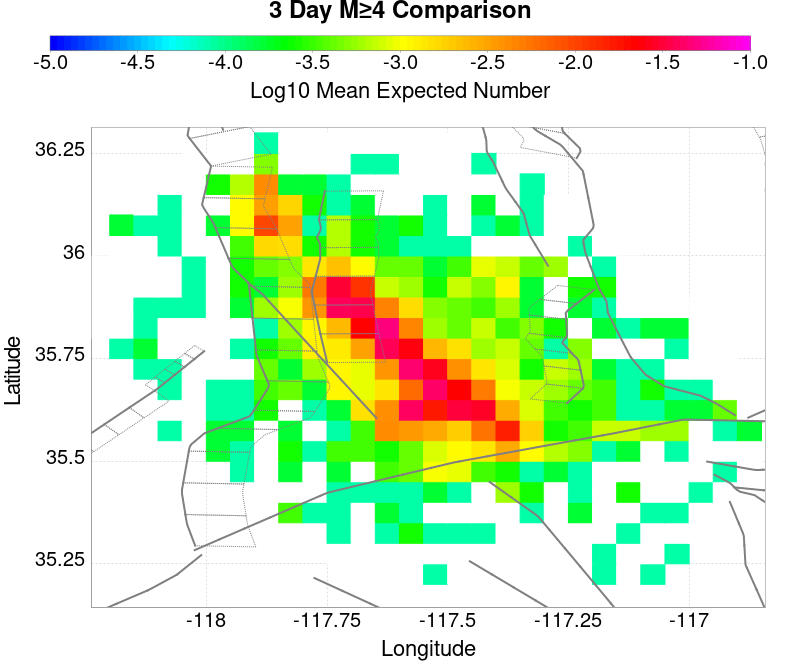 3 Day M≥4 Comparison
-5.0 -4.5 -4.0 -3.5 -3.0 -2.5 -2.0 -1.5 -1.0
Log10 Mean Expected Number
36.25
36
35.75
35.5
35.25
Latitude
-118 -117.75 -117.5 -117.25 -117
Longitude